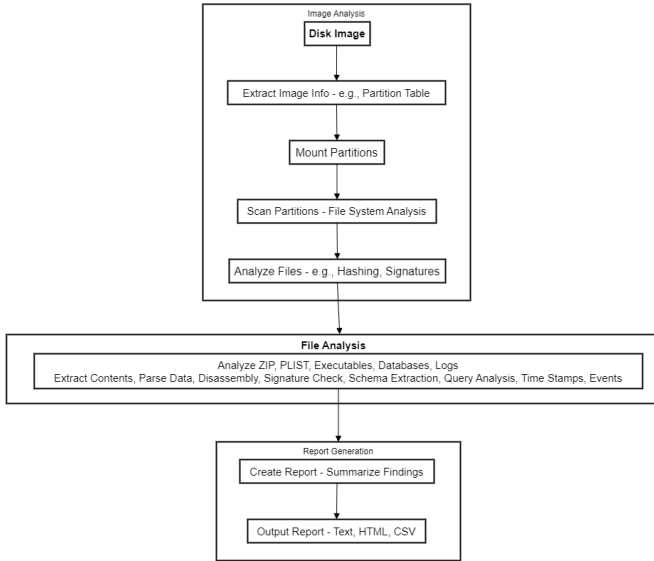 Image Analysis
Disk Image
Extract Image Info - e.g., Partition Table
Mount Partitions
Scan Partitions - File System Analysis
Analyze Files - e.g., Hashing, Signatures
File Analysis
Analyze ZIP, PLIST, Executables, Databases, Logs
Extract Contents, Parse Data, Disassembly, Signature Check, Schema Extraction, Query Analysis, Time Stamps, Events
Report Generation
Create Report - Summarize Findings
Output Report - Text, HTML, CSV